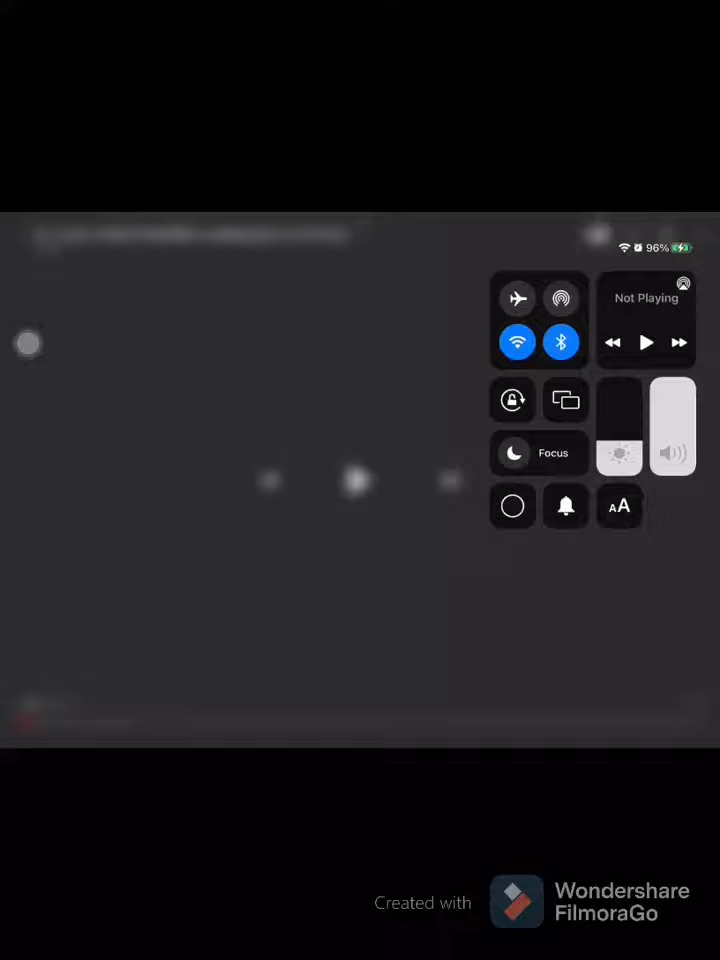 96%
Not Playing
Focus
AA
Created with
Wondershare
FilmoraGo